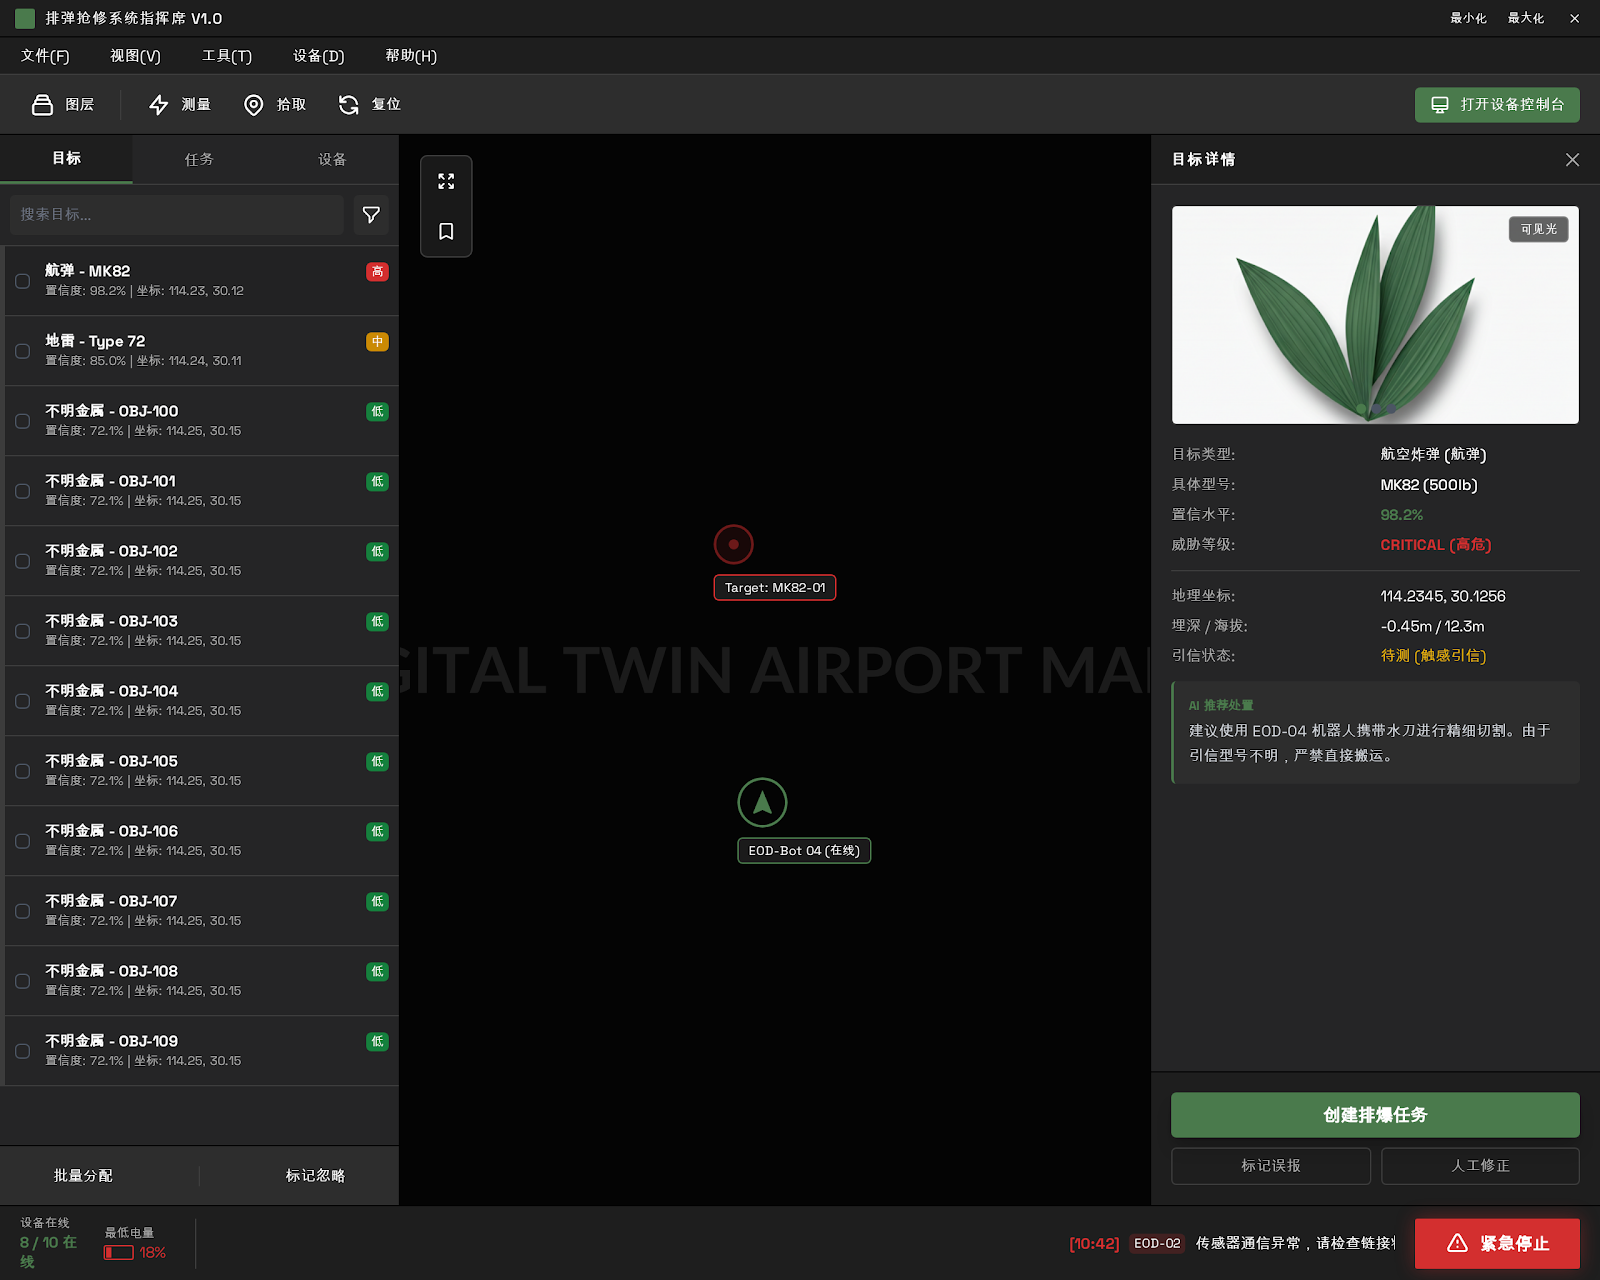 排弹抢修系统指挥席 V1.0
最小化
最大化
文件(F)
视图(V)
工具(T)
设备(D)
帮助(H)
图层
测量
拾取
复位
打开设备控制台
目标
任务
设备
搜索目标...
航弹 - MK82
高
置信度: 98.2% | 坐标: 114.23, 30.12
地雷 - Type 72
中
置信度: 85.0% | 坐标: 114.24, 30.11
不明金属 - OBJ-100
低
置信度: 72.1% | 坐标: 114.25, 30.15
不明金属 - OBJ-101
低
置信度: 72.1% | 坐标: 114.25, 30.15
不明金属 - OBJ-102
低
置信度: 72.1% | 坐标: 114.25, 30.15
不明金属 - OBJ-103
低
置信度: 72.1% | 坐标: 114.25, 30.15
不明金属 - OBJ-104
低
置信度: 72.1% | 坐标: 114.25, 30.15
不明金属 - OBJ-105
低
置信度: 72.1% | 坐标: 114.25, 30.15
不明金属 - OBJ-106
低
置信度: 72.1% | 坐标: 114.25, 30.15
不明金属 - OBJ-107
低
置信度: 72.1% | 坐标: 114.25, 30.15
不明金属 - OBJ-108
低
置信度: 72.1% | 坐标: 114.25, 30.15
不明金属 - OBJ-109
低
置信度: 72.1% | 坐标: 114.25, 30.15
批量分配
标记忽略
Target: MK82-01
GITAL TWIN AIRPORT MA
EOD-Bot 04 (在线)
目标详情
可见光
目标类型: 航空炸弹 (航弹)
具体型号: MK82 (500lb)
置信水平: 98.2%
威胁等级: CRITICAL (高危)
地理坐标: 114.2345, 30.1256
埋深 / 海拔: -0.45m / 12.3m
引信状态: 待测 (触感引信)
AI 推荐处置
建议使用 EOD-04 机器人携带水刀进行精细切割。由于
引信型号不明，严禁直接搬运。
创建排爆任务
标记误报
人工修正
设备在线
8 / 10 在
线
最低电量
18%
[10:42] EOD-02 传感器通信异常，请检查链接
紧急停止